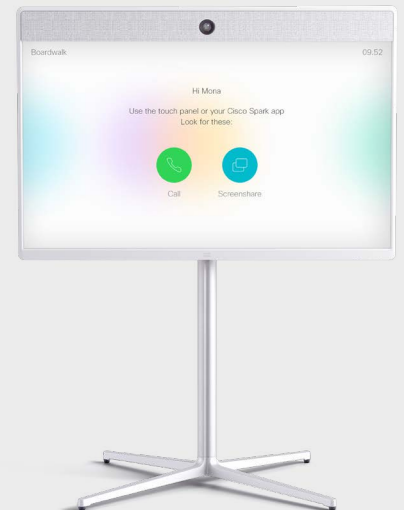 Boardwalk 09:52
Hi Mona
Use the touch panel or your Cisco Spark app
Look for these:
Call Screenshare